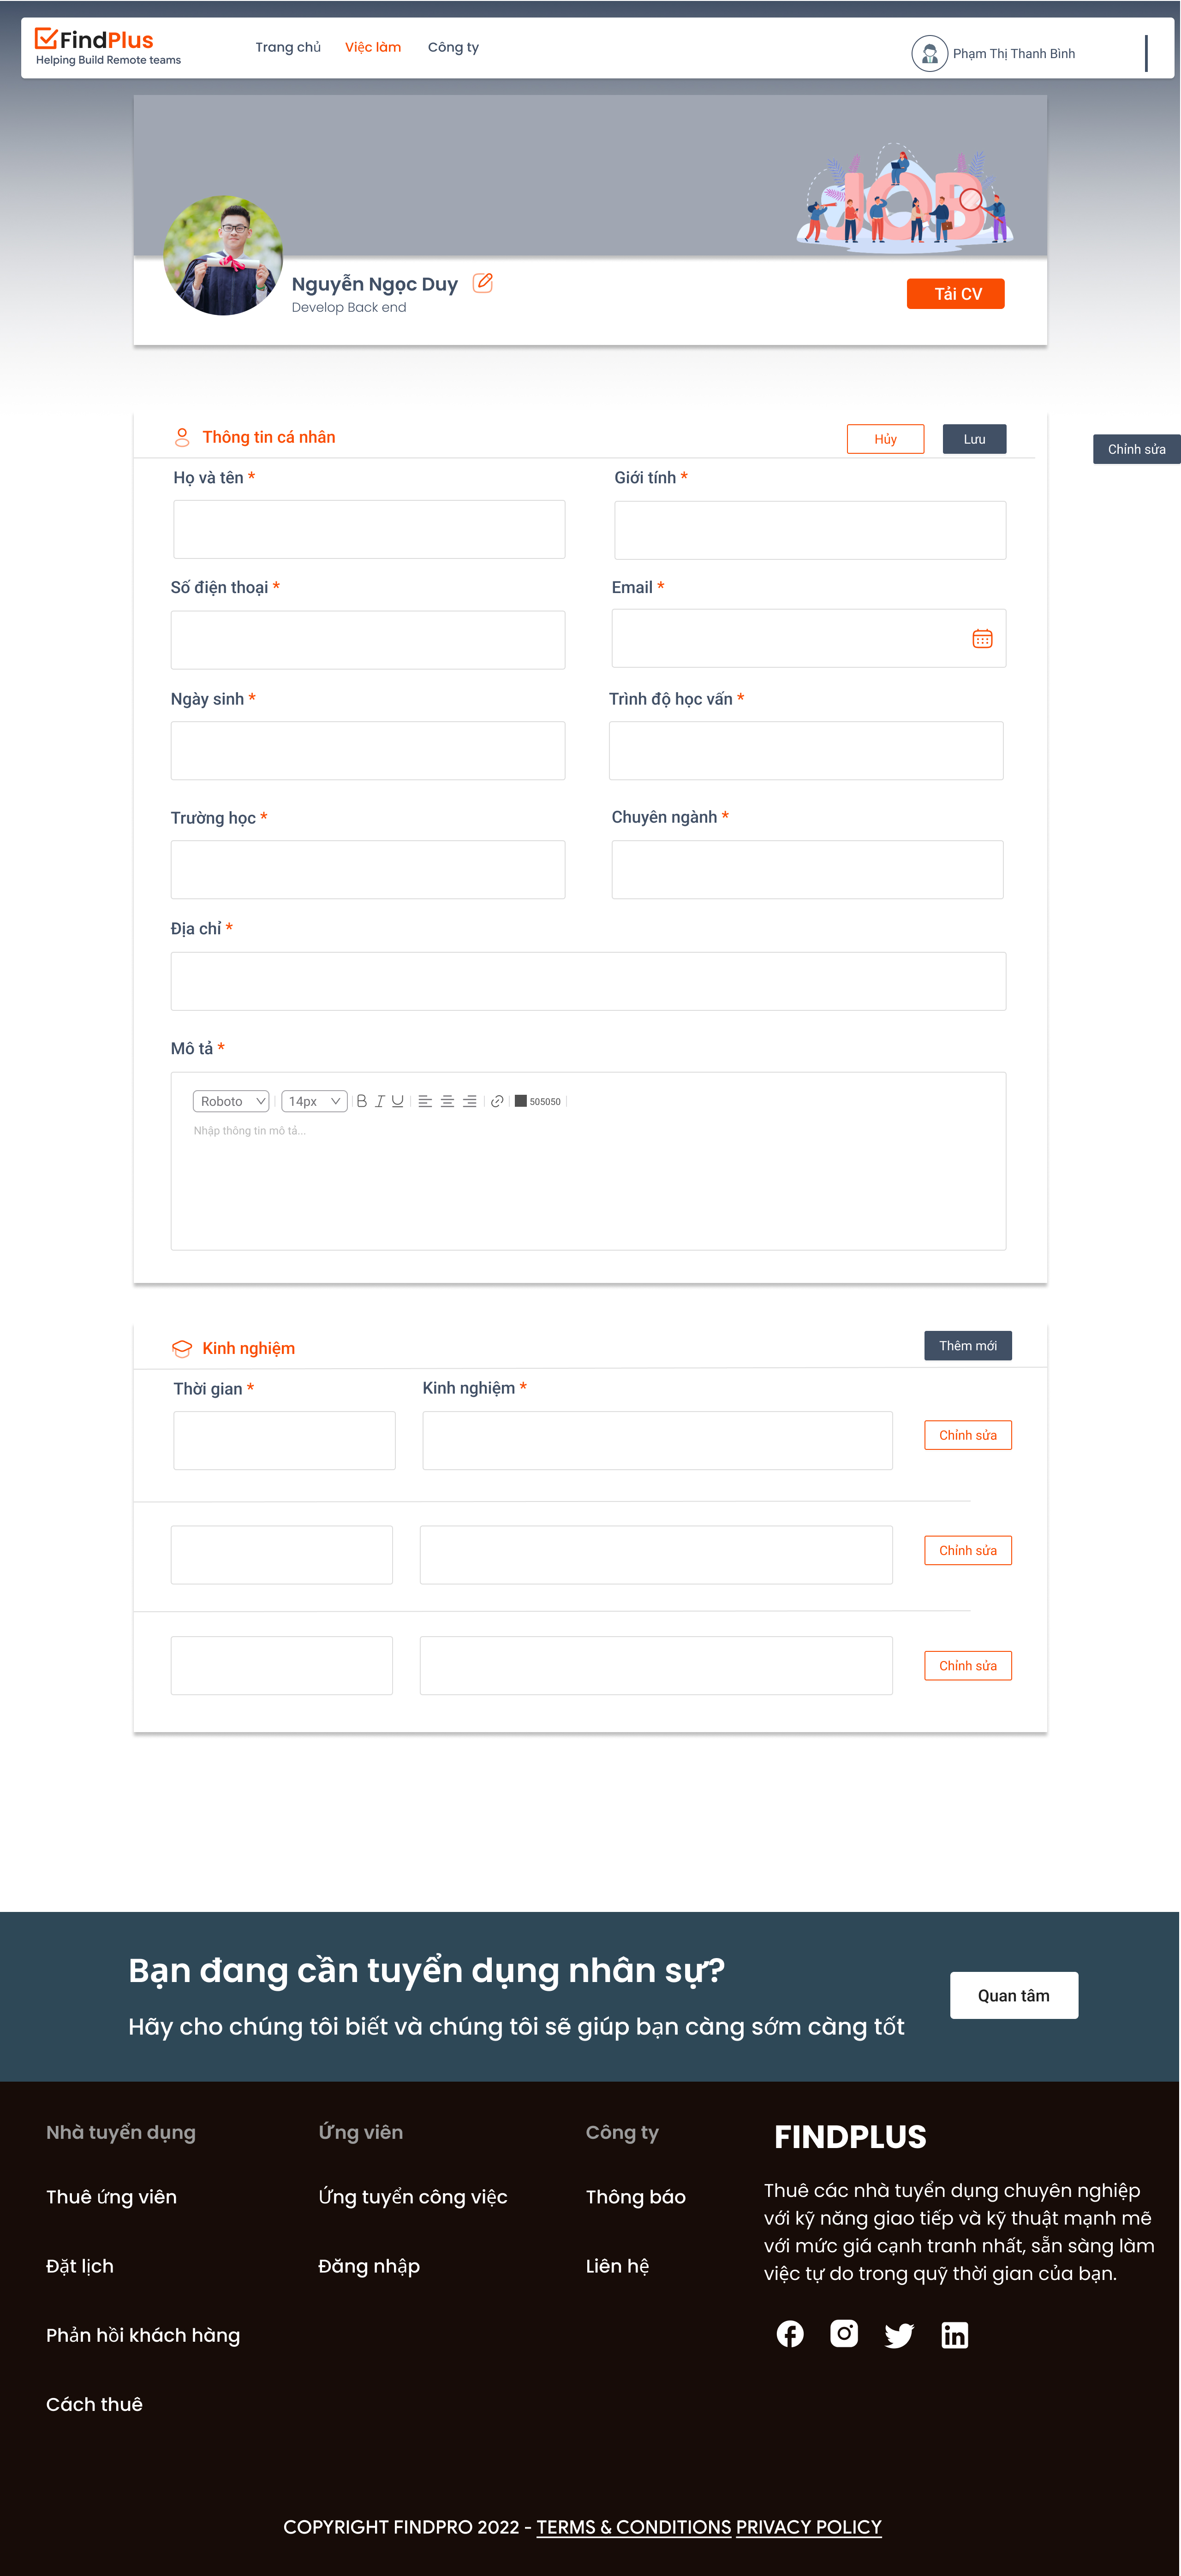 FindPlus
Helping Build Remote teams
Trang chủ
Việc làm
Công ty
Phạm Thị Thanh Bình
JOB
Nguyễn Ngọc Duy
Develop Back end
Tải CV
Thông tin cá nhân
Hủy
Lưu
Chỉnh sửa
Họ và tên *
Giới tính *
Số điện thoại *
Email *
Ngày sinh *
Trình độ học vấn *
Trường học *
Chuyên ngành *
Địa chỉ *
Mô tả *
Roboto
14px
B I U
505050
Nhập thông tin mô tả...
Kinh nghiệm
Thêm mới
Thời gian *
Kinh nghiệm *
Chỉnh sửa
Chỉnh sửa
Chỉnh sửa
Bạn đang cần tuyển dụng nhân sự?
Hãy cho chúng tôi biết và chúng tôi sẽ giúp bạn càng sớm càng tốt
Quan tâm
Nhà tuyển dụng
Thuê ứng viên
Đặt lịch
Phản hồi khách hàng
Cách thuê
Ứng viên
Ứng tuyển công việc
Đăng nhập
Công ty
Thông báo
Liên hệ
FINDPLUS
Thuê các nhà tuyển dụng chuyên nghiệp
với kỹ năng giao tiếp và kỹ thuật mạnh mẽ
với mức giá cạnh tranh nhất, sẵn sàng làm
việc tự do trong quỹ thời gian của bạn.
COPYRIGHT FINDPRO 2022 - TERMS & CONDITIONS PRIVACY POLICY